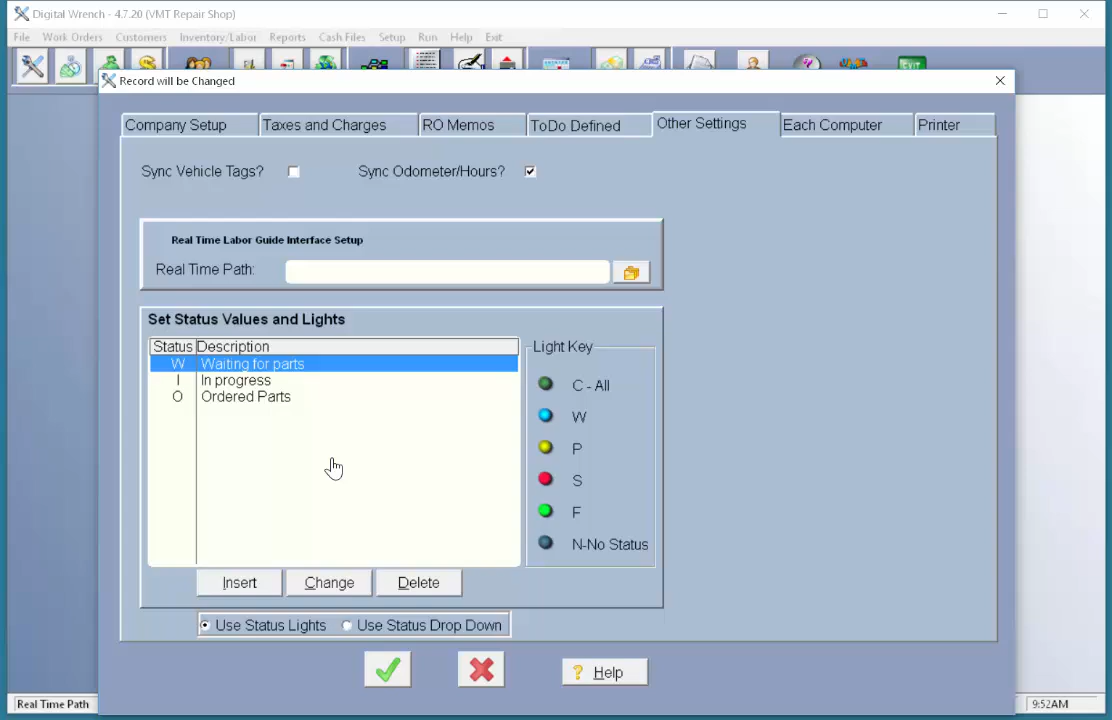 Digital Wrench - 4.7.20 (VMT Repair Shop)
File Work Orders Customers Inventory/Labor Reports Cash Files Setup Run Help Exit
EXIT
Record will be Changed
Company Setup Taxes and Charges RO Memos ToDo Defined Other Settings Each Computer Printer
Sync Vehicle Tags? Sync Odometer/Hours?
Real Time Labor Guide Interface Setup
Real Time Path:
Set Status Values and Lights
Status Description
W Waiting for parts
I In progress
O Ordered Parts
Light Key
C - All
W
P
S
F
N-No Status
Insert Change Delete
Use Status Lights Use Status Drop Down
? Help
Real Time Path 9:52AM